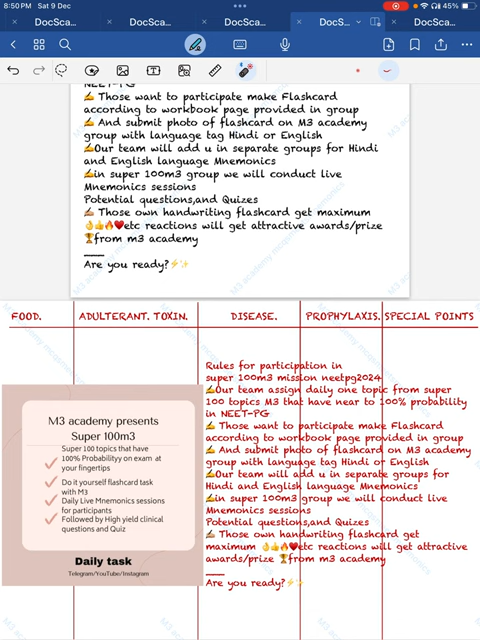 8:50 PM Sat 9 Dec
45%
DocSca...
DocSca...
DocSca...
DocS...
DocSca...
NEET-PG
✍️ Those want to participate make Flashcard
according to workbook page provided in group
✍️ And submit photo of flashcard on M3 academy
group with language tag Hindi or English
✍️Our team will add u in separate groups for Hindi
and English language Mnemonics
✍️in super 100m3 group we will conduct live
Mnemonics sessions
Potential questions,and Quizes
✍️ Those own handwriting flashcard get maximum
👌👍🔥❤️etc reactions will get attractive awards/prize
🏆from m3 academy
___
Are you ready?⚡✨
FOOD. ADULTERANT. TOXIN. DISEASE. PROPHYLAXIS. SPECIAL POINTS
Rules for participation in
super 100m3 mission neetpg2024
✍️Our team assign daily one topic from super
100 topics M3 that have near to 100% probability
in NEET-PG
✍️ Those want to participate make Flashcard
according to workbook page provided in group
✍️ And submit photo of flashcard on M3 academy
group with language tag Hindi or English
✍️Our team will add u in separate groups for
Hindi and English language Mnemonics
✍️in super 100m3 group we will conduct live
Mnemonics sessions
Potential questions,and Quizes
✍️ Those own handwriting flashcard get
maximum 👌👍🔥❤️etc reactions will get attractive
awards/prize 🏆from m3 academy
___
Are you ready?⚡✨
M3 academy presents
Super 100m3
Super 100 topics that have
100% Probabilityy on exam at
your fingertips
Do it yourself flashcard task
with M3
Daily Live Mnemonics sessions
for participants
Followed by High yield clinical
questions and Quiz
Daily task
Telegram/YouTube/Instagram